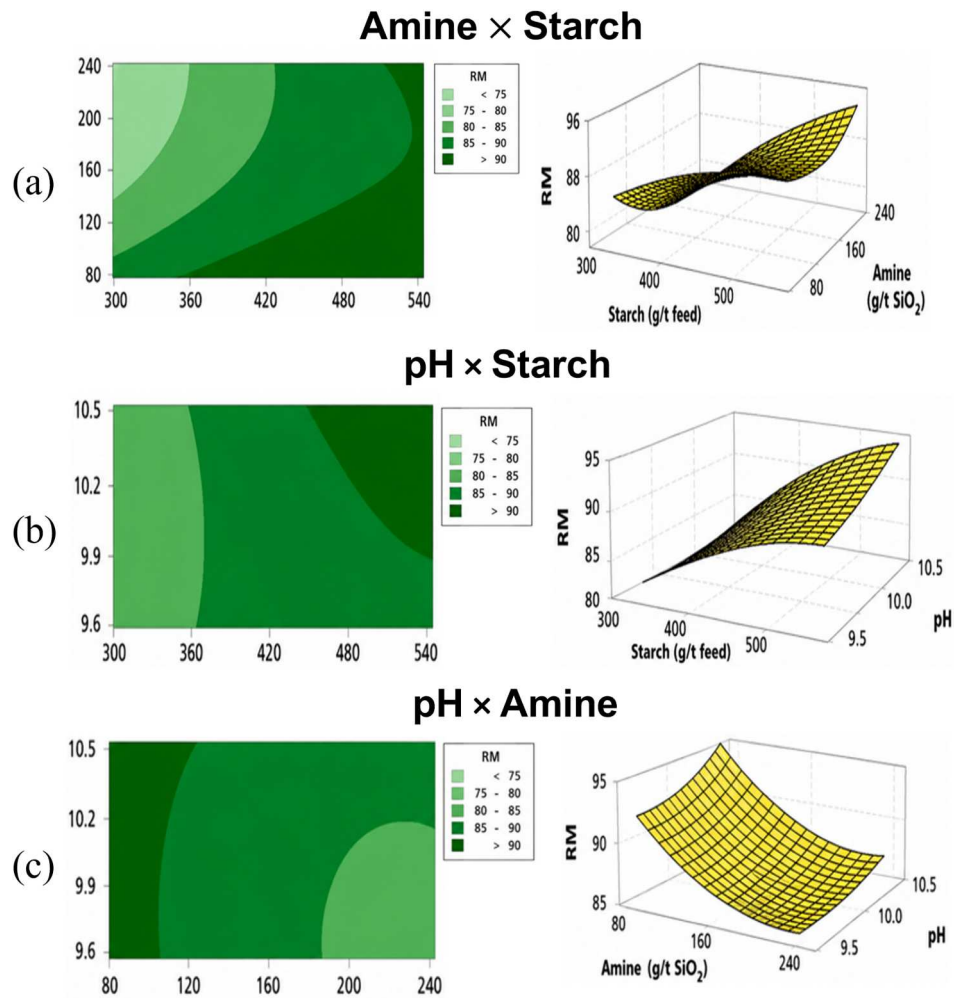 Amine × Starch
(a)
240
200
160
120
80
300 360 420 480 540
RM
< 75
75 - 80
80 - 85
85 - 90
> 90
96
88
80
RM
300
400
500
Starch (g/t feed)
240
160
80
Amine
(g/t SiO₂)
pH × Starch
(b)
10.5
10.2
9.9
9.6
300 360 420 480 540
RM
< 75
75 - 80
80 - 85
85 - 90
> 90
95
90
85
80
RM
300
400
500
Starch (g/t feed)
10.5
10.0
9.5
pH
pH × Amine
(c)
10.5
10.2
9.9
9.6
80 120 160 200 240
RM
< 75
75 - 80
80 - 85
85 - 90
> 90
95
90
85
RM
80
160
240
Amine (g/t SiO₂)
10.5
10.0
9.5
pH